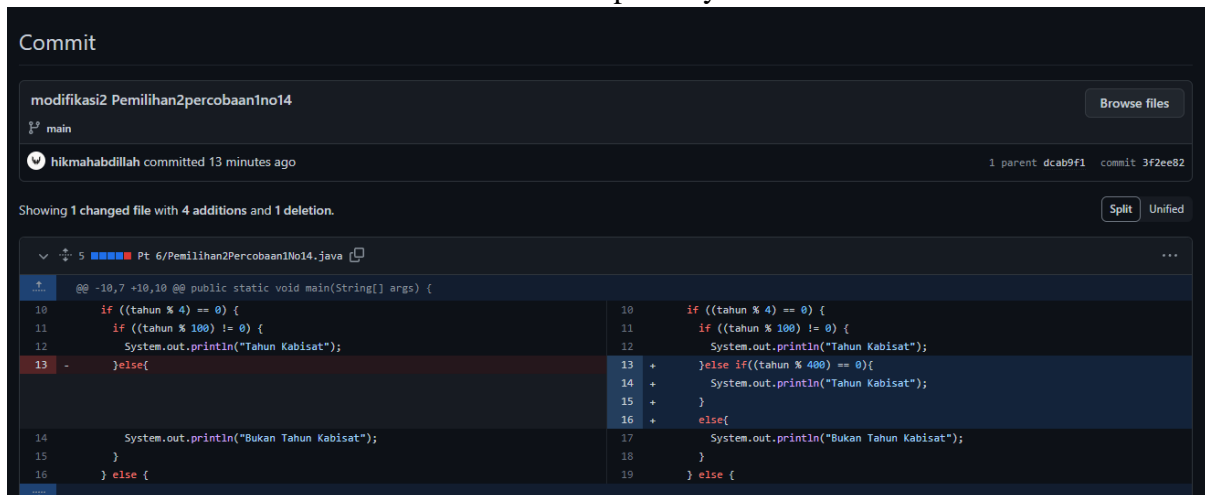 Commit
modifikasi2 Pemilihan2percobaan1no14
Browse files
main
hikmahabdillah committed 13 minutes ago
1 parent dcab9f1 commit 3f2ee82
Showing 1 changed file with 4 additions and 1 deletion.
Split Unified
5 Pt 6/Pemilihan2Percobaan1No14.java
...
@@ -10,7 +10,10 @@ public static void main(String[] args) {
10 if ((tahun % 4) == 0) { 10 if ((tahun % 4) == 0) {
11 if ((tahun % 100) != 0) { 11 if ((tahun % 100) != 0) {
12 System.out.println("Tahun Kabisat"); 12 System.out.println("Tahun Kabisat");
13 - }else{ 13 + }else if((tahun % 400) == 0){
14 + System.out.println("Tahun Kabisat");
15 + }
16 + else{
14 System.out.println("Bukan Tahun Kabisat"); 17 System.out.println("Bukan Tahun Kabisat");
15 } 18 }
16 } else { 19 } else {